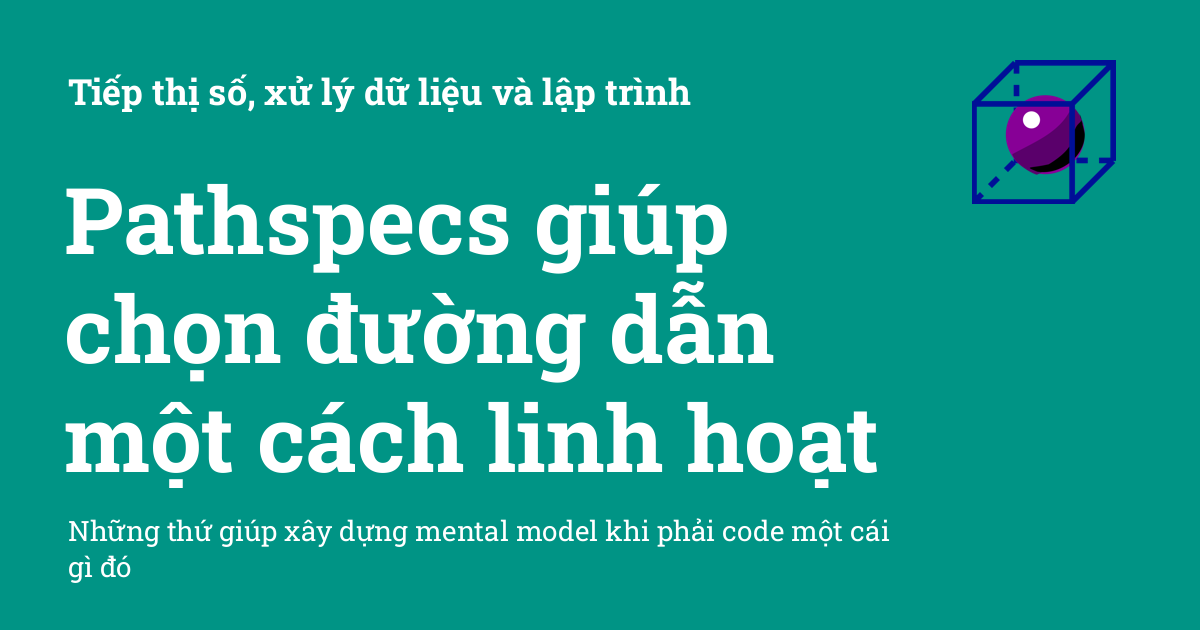 Tiếp thị số, xử lý dữ liệu và lập trình
Pathspecs giúp
chọn đường dẫn
một cách linh hoạt
Những thứ giúp xây dựng mental model khi phải code một cái
gì đó